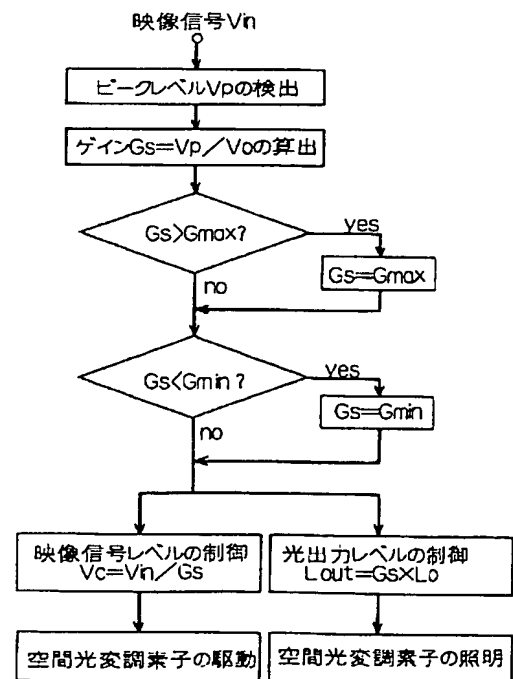 映像信号Vin
ピークレベルVpの検出
ゲインGs=Vp/Voの算出
Gs>Gmax?
yes
Gs=Gmax
no
Gs<Gmin?
yes
Gs=Gmin
no
映像信号レベルの制御
Vc=Vin/Gs
光出力レベルの制御
Lout=Gs×Lo
空間光変調素子の駆動
空間光変調素子の照明